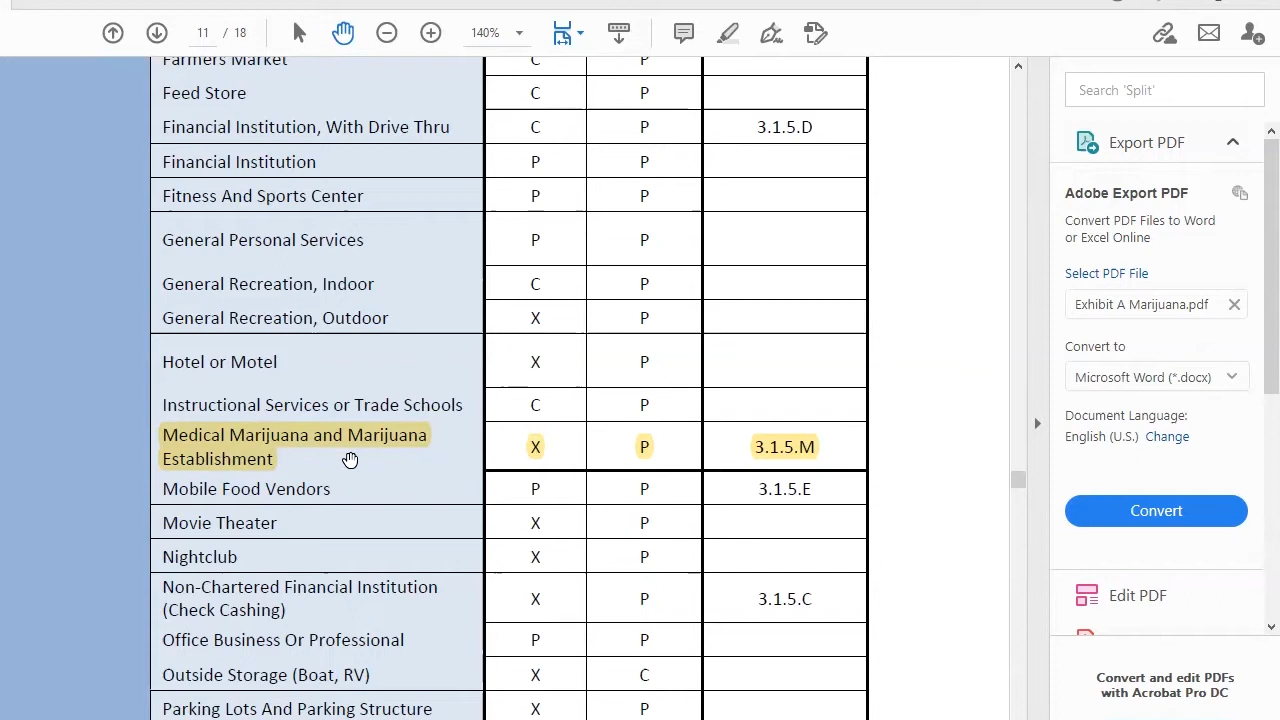 11 / 18
140%
Farmers Market C P
Feed Store C P
Financial Institution, With Drive Thru C P 3.1.5.D
Financial Institution P P
Fitness And Sports Center P P
General Personal Services P P
General Recreation, Indoor C P
General Recreation, Outdoor X P
Hotel or Motel X P
Instructional Services or Trade Schools C P
Medical Marijuana and Marijuana
Establishment X P 3.1.5.M
Mobile Food Vendors P P 3.1.5.E
Movie Theater X P
Nightclub X P
Non-Chartered Financial Institution
(Check Cashing) X P 3.1.5.C
Office Business Or Professional P P
Outside Storage (Boat, RV) X C
Parking Lots And Parking Structure X P
Search 'Split'
Export PDF
Adobe Export PDF
Convert PDF Files to Word
or Excel Online
Select PDF File
Exhibit A Marijuana.pdf
Convert to
Microsoft Word (*.docx)
Document Language:
English (U.S.) Change
Convert
Edit PDF
Convert and edit PDFs
with Acrobat Pro DC